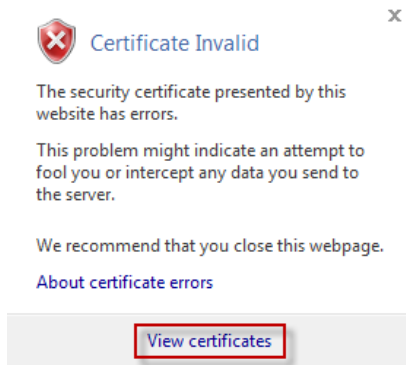 x
Certificate Invalid
The security certificate presented by this
website has errors.
This problem might indicate an attempt to
fool you or intercept any data you send to
the server.
We recommend that you close this webpage.
About certificate errors
View certificates